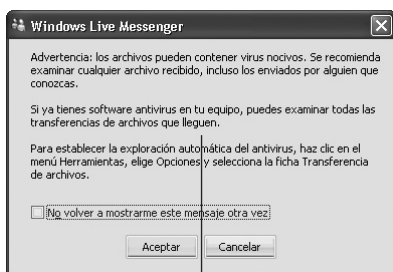 Windows Live Messenger
Advertencia: los archivos pueden contener virus nocivos. Se recomienda
examinar cualquier archivo recibido, incluso los enviados por alguien que
conozcas.
Si ya tienes software antivirus en tu equipo, puedes examinar todas las
transferencias de archivos que lleguen.
Para establecer la exploración automática del antivirus, haz clic en el
menú Herramientas, elige Opciones y selecciona la ficha Transferencia
de archivos.
No volver a mostrarme este mensaje otra vez
Aceptar Cancelar